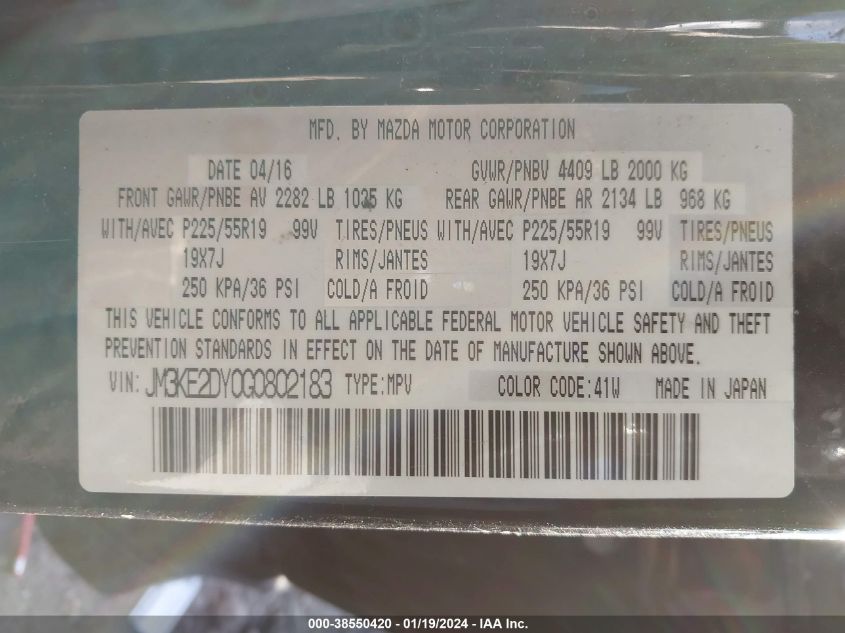 MFD. BY MAZDA MOTOR CORPORATION
DATE 04/16 GVWR/PNBV 4409 LB 2000 KG
FRONT GAWR/PNBE AV 2282 LB 1035 KG REAR GAWR/PNBE AR 2134 LB 968 KG
WITH/AVEC P225/55R19 99V TIRES/PNEUS WITH/AVEC P225/55R19 99V TIRES/PNEUS
19X7J RIMS/JANTES 19X7J RIMS/JANTES
250 KPA/36 PSI COLD/A FROID 250 KPA/36 PSI COLD/A FROID
THIS VEHICLE CONFORMS TO ALL APPLICABLE FEDERAL MOTOR VEHICLE SAFETY AND THEFT
PREVENTION STANDARDS IN EFFECT ON THE DATE OF MANUFACTURE SHOWN ABOVE.
VIN: JM3KE2DY0G0802183 TYPE:MPV COLOR CODE:41W MADE IN JAPAN
000-38550420 - 01/19/2024 - IAA Inc.